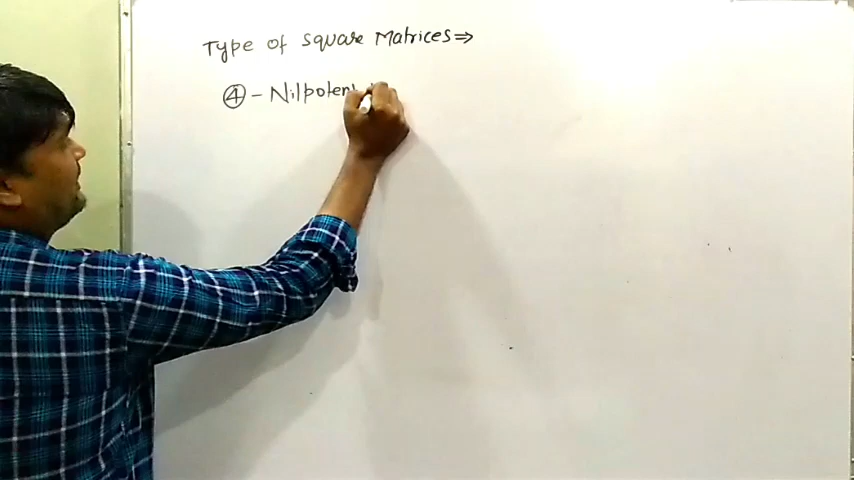 Type of square Matrices ⇒
④ - Nilpotent